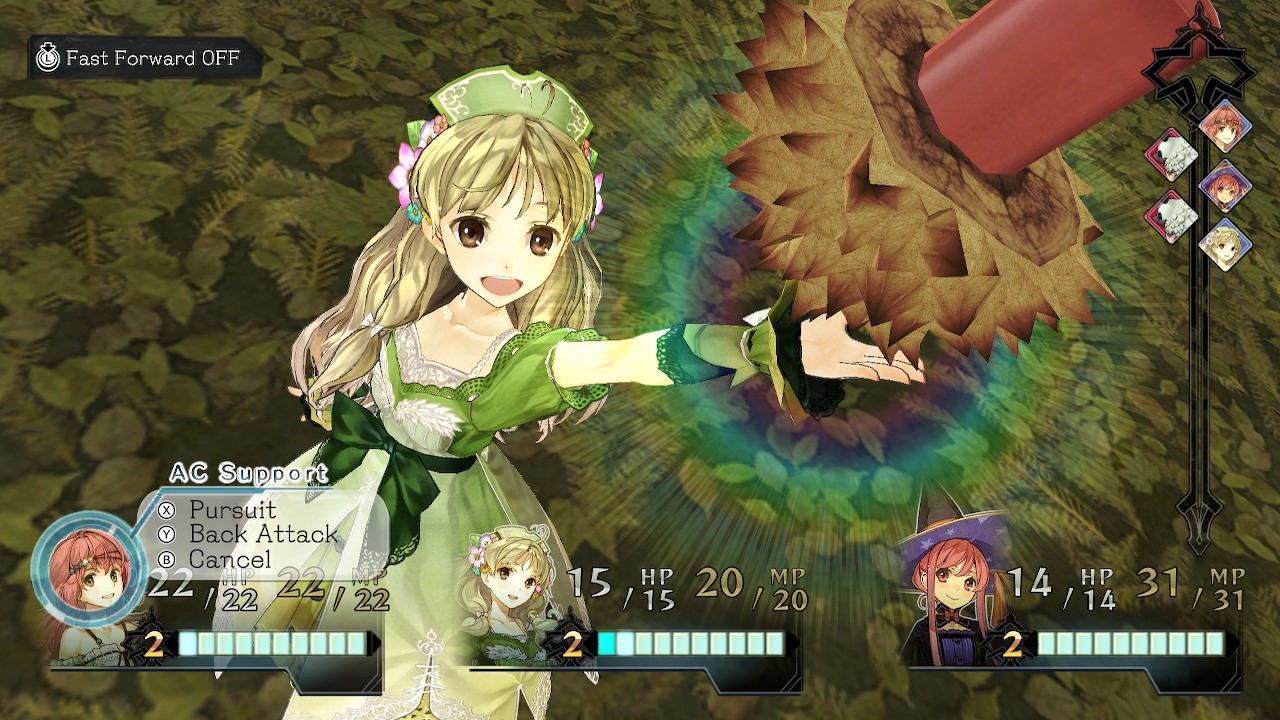 L Fast Forward OFF
AC Support
X Pursuit
Y Back Attack
B Cancel
22 HP /22 22 MP /22
15 HP /15 20 MP /20
14 HP /14 31 MP /31
2
2
2